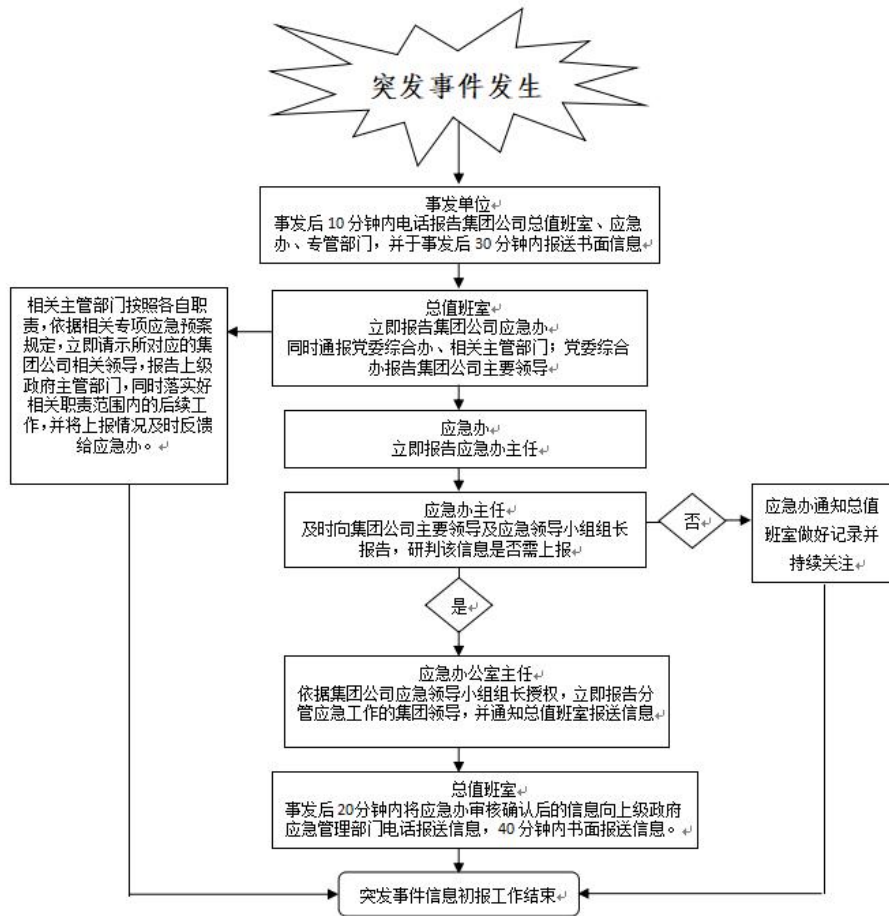 突发事件发生
事发单位
事发后10分钟内电话报告集团公司总值班室、应急
办、专管部门，并于事发后30分钟内报送书面信息
相关主管部门按照各自职
责，依据相关专项应急预案
规定，立即请示所对应的集
团公司相关领导，报告上级
政府主管部门，同时落实好
相关职责范围内的后续工
作，并将上报情况及时反馈
给应急办。
总值班室
立即报告集团公司应急办
同时通报党委综合办、相关主管部门；党委综合
办报告集团公司主要领导
应急办
立即报告应急办主任
应急办主任
及时向集团公司主要领导及应急领导小组组长
报告，研判该信息是否需上报
否
应急办通知总值
班室做好记录并
持续关注
是
应急办公室主任
依据集团公司应急领导小组组长授权，立即报告分
管应急工作的集团领导，并通知总值班室报送信息
总值班室
事发后20分钟内将应急办审核确认后的信息向上级政府
应急管理部门电话报送信息，40分钟内书面报送信息。
突发事件信息初报工作结束